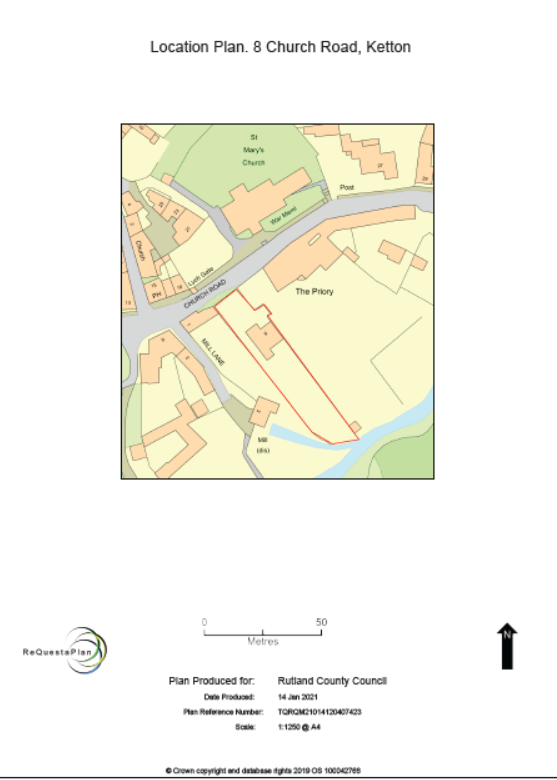 Location Plan. 8 Church Road, Ketton
St
Mary's
Church
Post
War Meml
Church
Lych Gate
PH
CHURCH ROAD
The Priory
MILL LANE
Mill
(dis)
0 50
Metres
ReQuestaPlan
N
Plan Produced for: Rutland County Council
Date Produced: 14 Jan 2021
Plan Reference Number: TQRQM21014120407423
Scale: 1:1250 @ A4
© Crown copyright and database rights 2019 OS 100042766